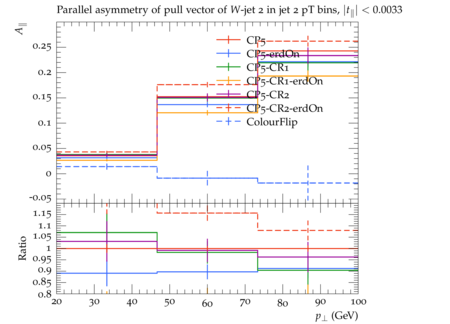 Parallel asymmetry of pull vector of W-jet 2 in jet 2 pT bins, |t∥| < 0.0033
A∥
CP5
CP5-erdOn
CP5-CR1
CP5-CR1-erdOn
CP5-CR2
CP5-CR2-erdOn
ColourFlip
0.25
0.2
0.15
0.1
0.05
0
-0.05
Ratio
1.15
1.1
1.05
1
0.95
0.9
0.85
0.8
20 30 40 50 60 70 80 90 100
p⊥ (GeV)